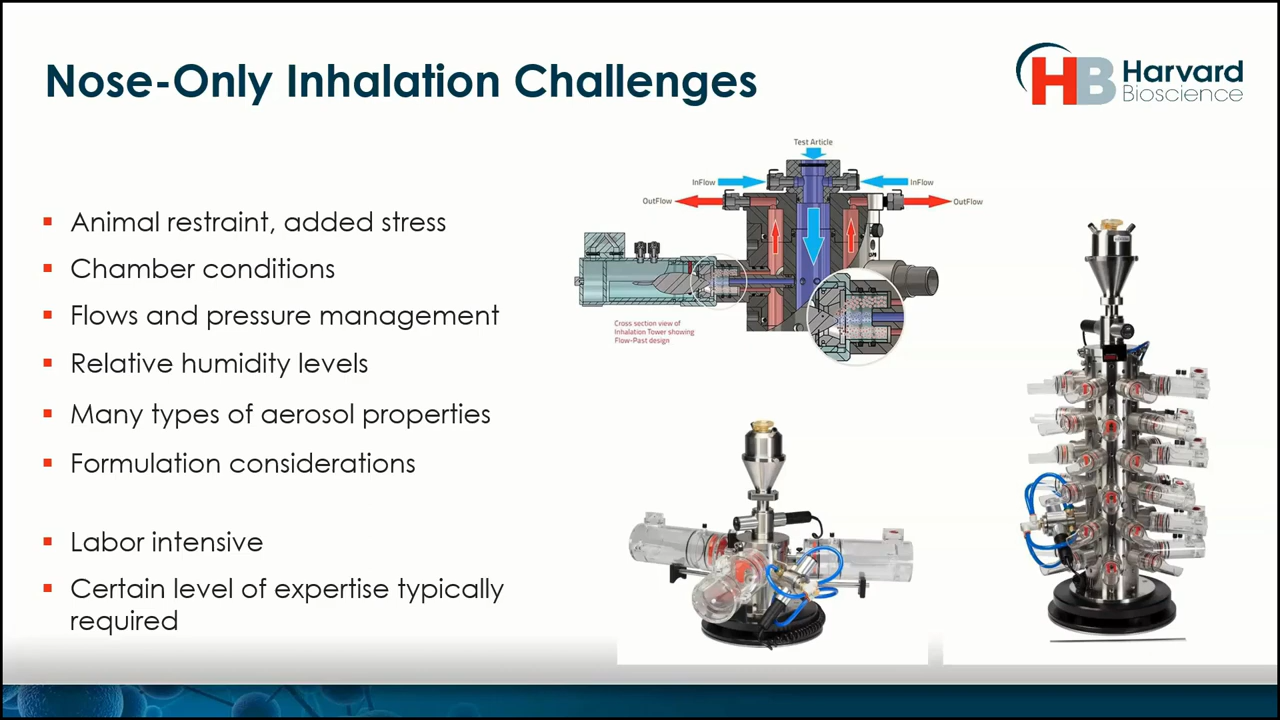 Nose-Only Inhalation Challenges
HB Harvard
Bioscience
▪ Animal restraint, added stress
▪ Chamber conditions
▪ Flows and pressure management
▪ Relative humidity levels
▪ Many types of aerosol properties
▪ Formulation considerations
▪ Labor intensive
▪ Certain level of expertise typically
required
Test Article
InFlow
InFlow
OutFlow
OutFlow
Cross section view of
Inhalation Tower showing
Flow-Past design